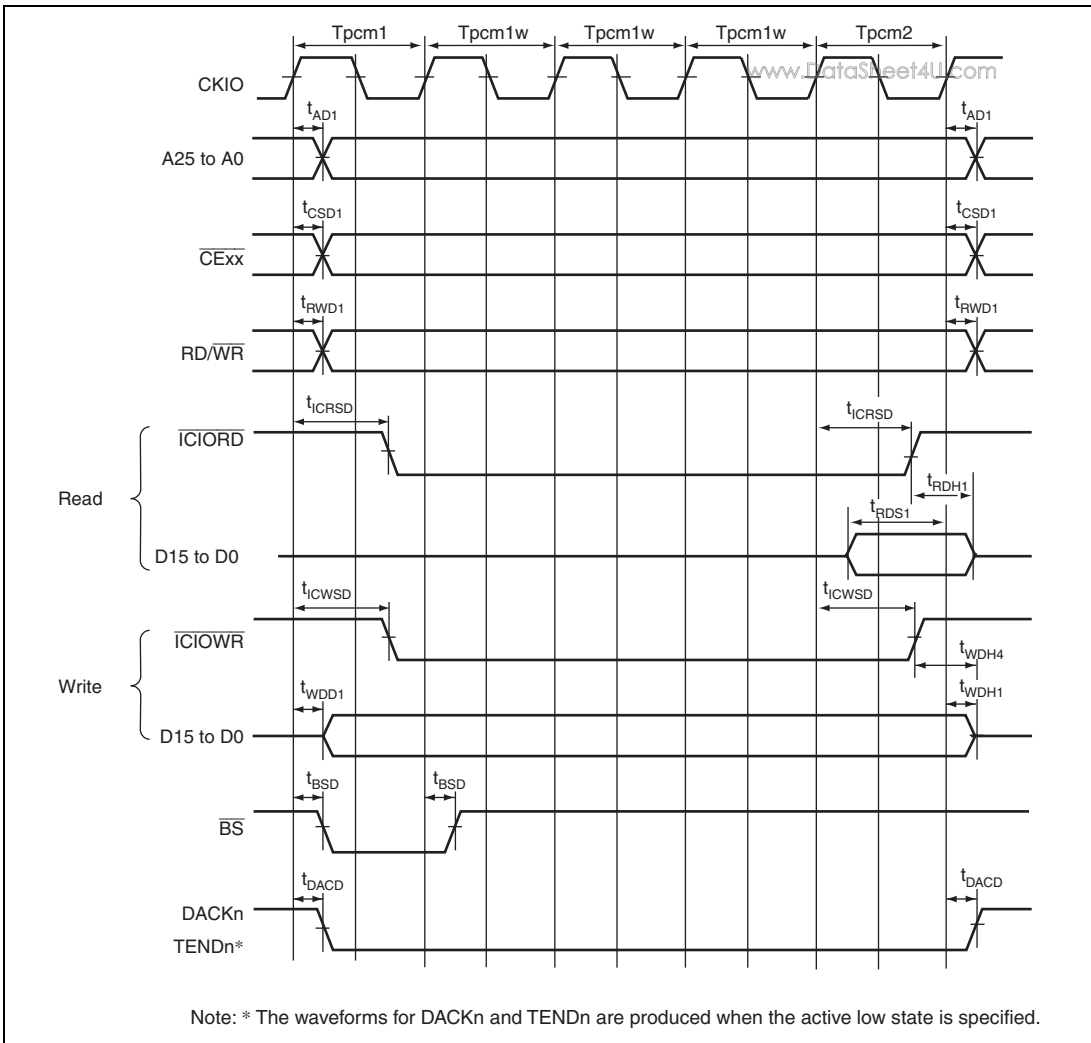 Tpcm1 Tpcm1w Tpcm1w Tpcm1w Tpcm2
www.DataSheet4U.com
CKIO
tAD1 tAD1
A25 to A0
tCSD1 tCSD1
CExx
tRWD1 tRWD1
RD/WR
tICRSD tICRSD
ICIORD
Read
tRDH1
tRDS1
D15 to D0
tICWSD tICWSD
ICIOWR
tWDH4
Write
tWDD1 tWDH1
D15 to D0
tBSD tBSD
BS
tDACD tDACD
DACKn
TENDn*
Note: * The waveforms for DACKn and TENDn are produced when the active low state is specified.